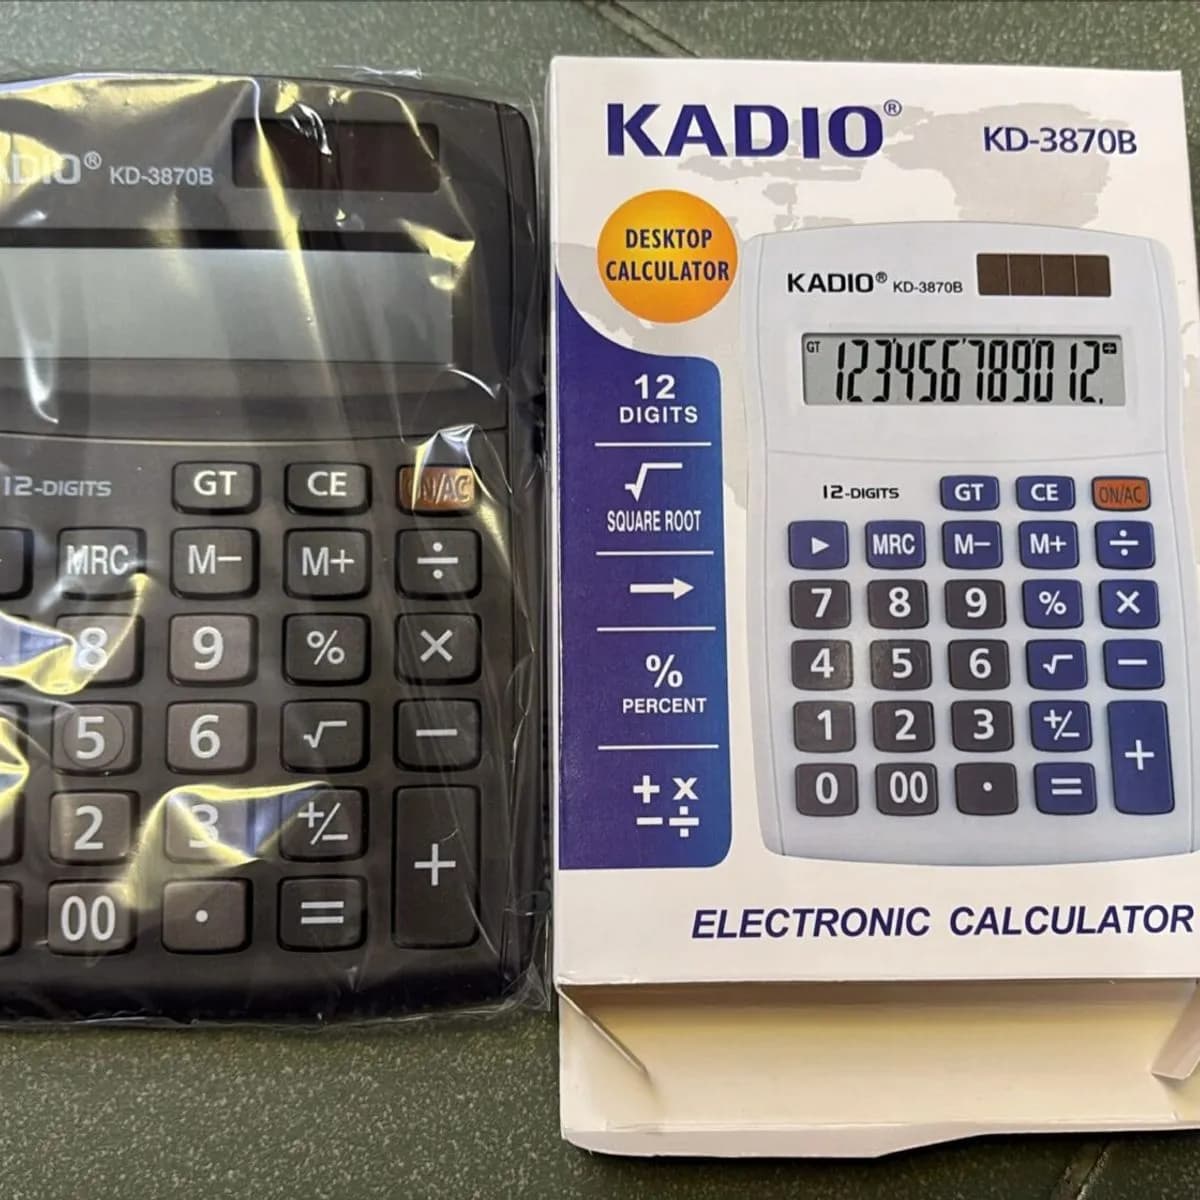 KADIO® KD-3870B
12-DIGITS
GT CE ON/AC
MRC M− M+ ÷
8 9 % ×
5 6 √ −
2 3 +/−
00 . = +
KADIO® KD-3870B
DESKTOP
CALCULATOR
12
DIGITS
√
SQUARE ROOT
→
%
PERCENT
+ ×
− ÷
KADIO® KD-3870B
GT 123456789012.
12-DIGITS
GT CE ON/AC
▶ MRC M− M+ ÷
7 8 9 % ×
4 5 6 √ −
1 2 3 +/−
0 00 . = +
ELECTRONIC CALCULATOR